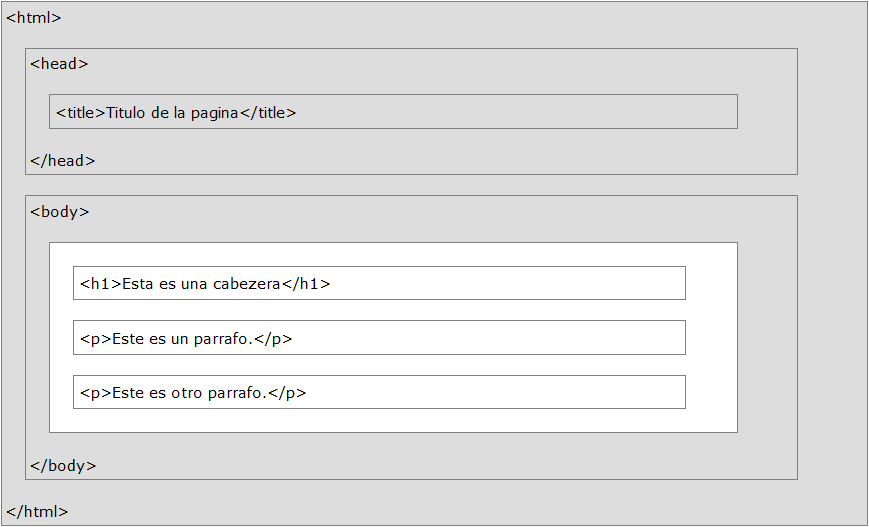 <html>
<head>
<title>Titulo de la pagina</title>
</head>
<body>
<h1>Esta es una cabezera</h1>
<p>Este es un parrafo.</p>
<p>Este es otro parrafo.</p>
</body>
</html>